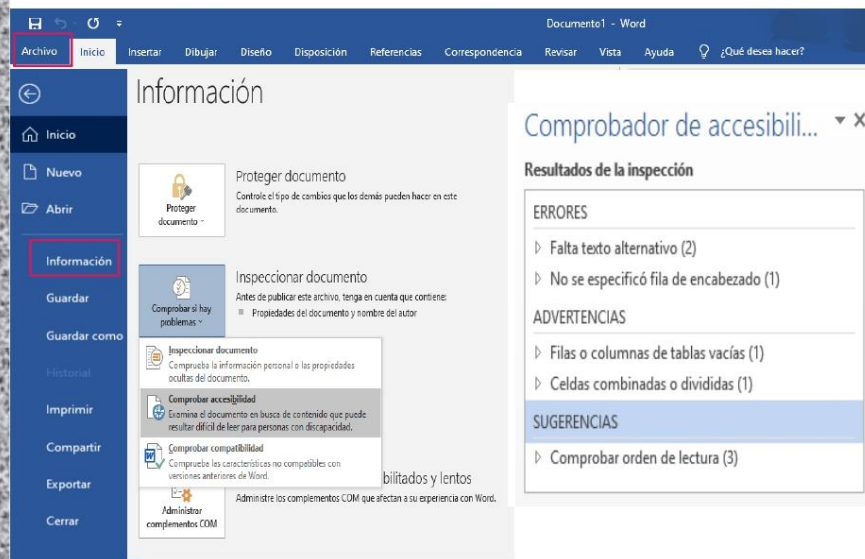 Documento1 - Word
Archivo Inicio Insertar Dibujar Diseño Disposición Referencias Correspondencia Revisar Vista Ayuda ¿Qué desea hacer?
Inicio
Nuevo
Abrir
Información
Guardar
Guardar como
Historial
Imprimir
Compartir
Exportar
Cerrar
Información
Proteger documento
Proteger documento
Controle el tipo de cambios que los demás pueden hacer en este
documento.
Comprobar si hay
problemas
Inspeccionar documento
Antes de publicar este archivo, tenga en cuenta que contiene:
Propiedades del documento y nombre del autor
Inspeccionar documento
Comprueba la información personal o las propiedades
ocultas del documento.
Comprobar accesibilidad
Examina el documento en busca de contenido que puede
resultar difícil de leer para personas con discapacidad.
Comprobar compatibilidad
Comprueba las características no compatibles con
versiones anteriores de Word.
bilitados y lentos
Administre los complementos COM que afectan a su experiencia con Word.
Administrar
complementos COM
Comprobador de accesibili...
Resultados de la inspección
ERRORES
Falta texto alternativo (2)
No se especificó fila de encabezado (1)
ADVERTENCIAS
Filas o columnas de tablas vacías (1)
Celdas combinadas o divididas (1)
SUGERENCIAS
Comprobar orden de lectura (3)